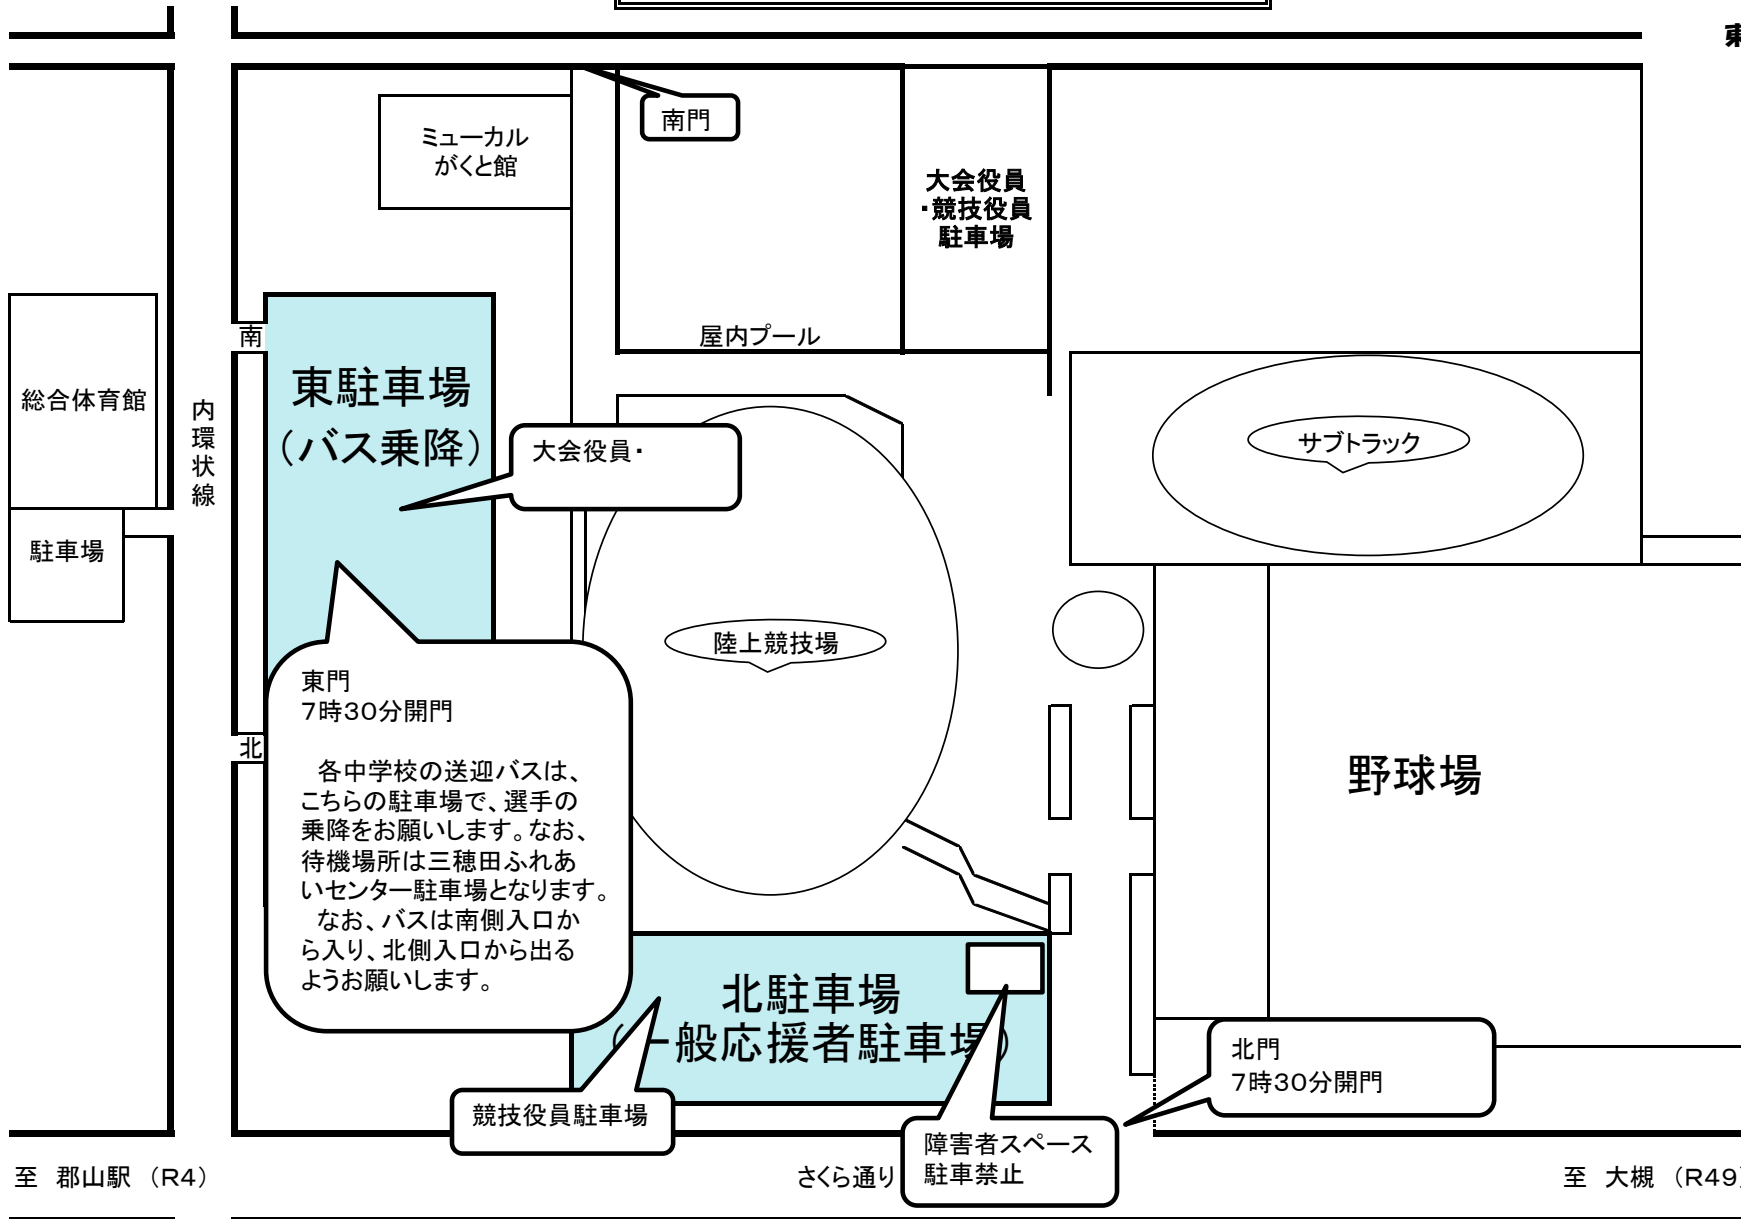 南門
ミューカル
がくと館
大会役員
・競技役員
駐車場
屋内プール
南
総合体育館
内
環
状
線
東駐車場
（バス乗降）
大会役員・
サブトラック
駐車場
陸上競技場
東門
7時30分開門
各中学校の送迎バスは、
こちらの駐車場で、選手の
乗降をお願いします。なお、
待機場所は三穂田ふれあ
いセンター駐車場となります。
なお、バスは南側入口か
ら入り、北側入口から出る
ようお願いします。
北
野球場
北駐車場
（一般応援者駐車場）
北門
7時30分開門
競技役員駐車場
障害者スペース
駐車禁止
至　郡山駅　（R4）
さくら通り
至　大槻　（R49）